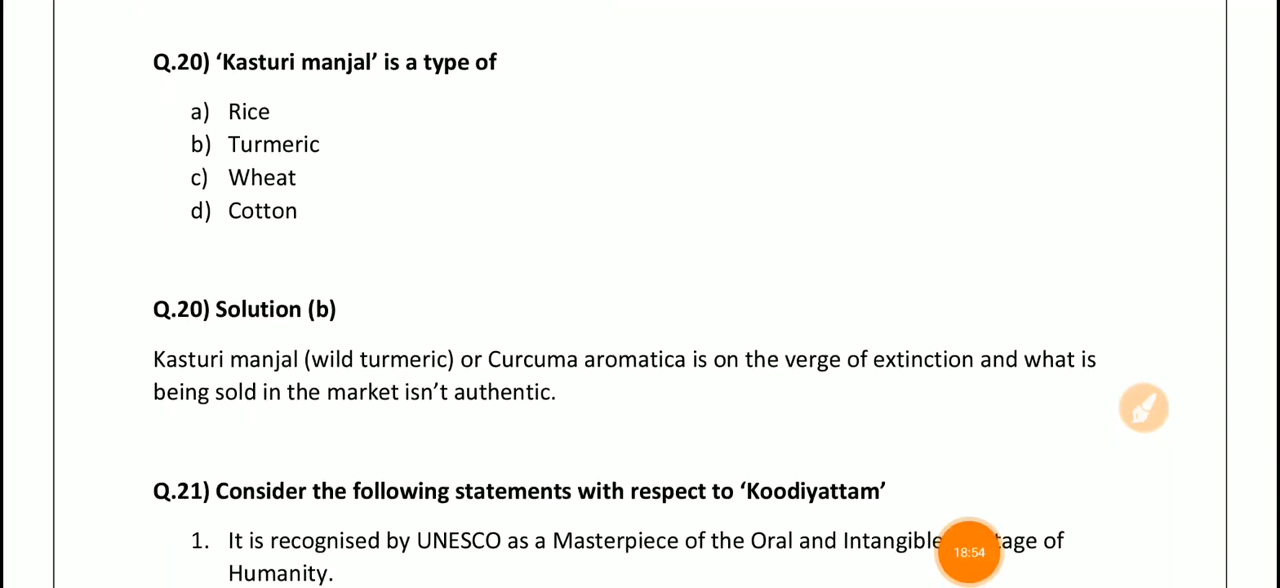 Q.20) ‘Kasturi manjal’ is a type of
a) Rice
b) Turmeric
c) Wheat
d) Cotton
Q.20) Solution (b)
Kasturi manjal (wild turmeric) or Curcuma aromatica is on the verge of extinction and what is
being sold in the market isn’t authentic.
Q.21) Consider the following statements with respect to ‘Koodiyattam’
1. It is recognised by UNESCO as a Masterpiece of the Oral and Intangible tage of
18:54
Humanity.